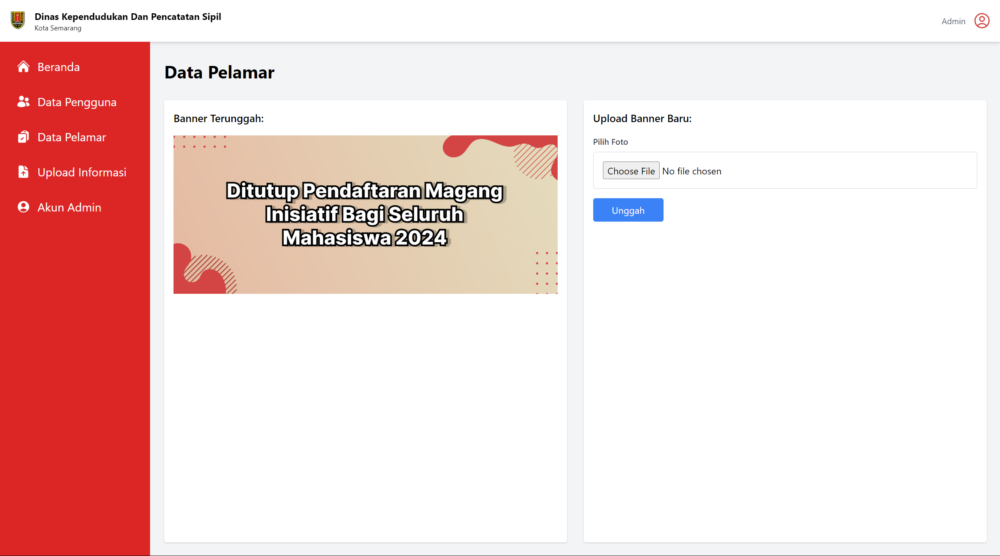 Dinas Kependudukan Dan Pencatatan Sipil
Kota Semarang
Admin
Beranda
Data Pengguna
Data Pelamar
Upload Informasi
Akun Admin
Data Pelamar
Banner Terunggah:
Ditutup Pendaftaran Magang
Inisiatif Bagi Seluruh
Mahasiswa 2024
Upload Banner Baru:
Pilih Foto
Choose File No file chosen
Unggah